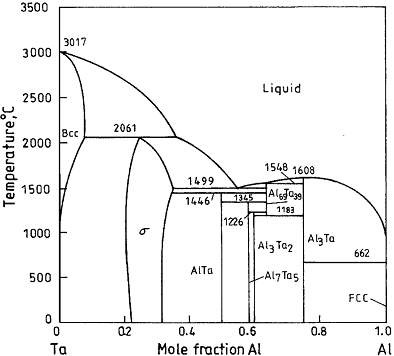 3500
3017
3000
2500
Liquid
2061
Bcc
2000
1548 1608
1499
1500
1446
1345
Al69Ta39
1226
1183
1000
σ
Al3Ta2
Al3Ta
662
500
AlTa
Al7Ta5
FCC
0
0 0.2 0.4 0.6 0.8 1.0
Ta Mole fraction Al Al
Temperature,°C